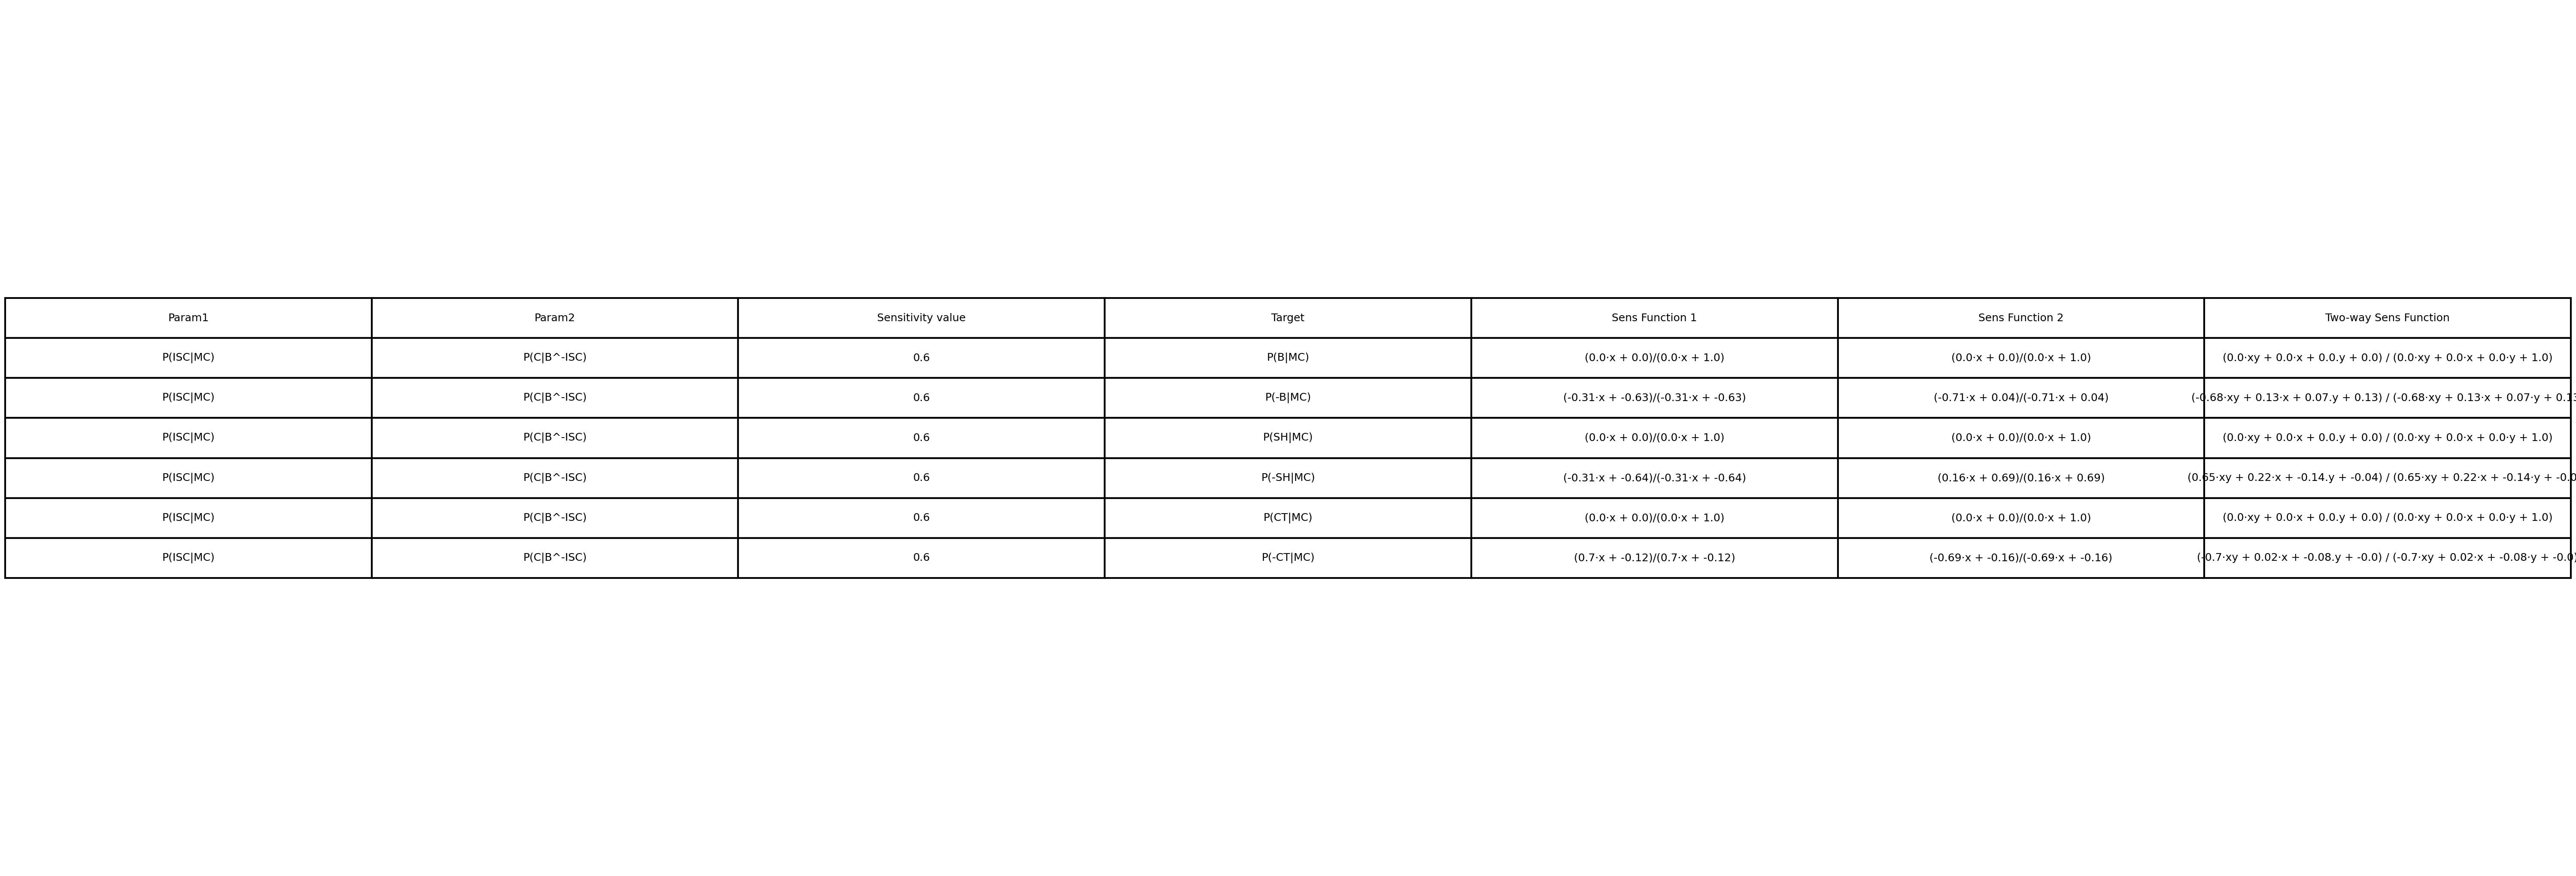 Param1 Param2 Sensitivity value Target Sens Function 1 Sens Function 2 Two-way Sens Function
P(ISC|MC) P(C|B^-ISC) 0.6 P(B|MC) (0.0·x + 0.0)/(0.0·x + 1.0) (0.0·x + 0.0)/(0.0·x + 1.0) (0.0·xy + 0.0·x + 0.0.y + 0.0) / (0.0·xy + 0.0·x + 0.0·y + 1.0)
P(ISC|MC) P(C|B^-ISC) 0.6 P(-B|MC) (-0.31·x + -0.63)/(-0.31·x + -0.63) (-0.71·x + 0.04)/(-0.71·x + 0.04) (-0.68·xy + 0.13·x + 0.07.y + 0.13) / (-0.68·xy + 0.13·x + 0.07·y + 0.13
P(ISC|MC) P(C|B^-ISC) 0.6 P(SH|MC) (0.0·x + 0.0)/(0.0·x + 1.0) (0.0·x + 0.0)/(0.0·x + 1.0) (0.0·xy + 0.0·x + 0.0.y + 0.0) / (0.0·xy + 0.0·x + 0.0·y + 1.0)
P(ISC|MC) P(C|B^-ISC) 0.6 P(-SH|MC) (-0.31·x + -0.64)/(-0.31·x + -0.64) (0.16·x + 0.69)/(0.16·x + 0.69) (0.65·xy + 0.22·x + -0.14.y + -0.04) / (0.65·xy + 0.22·x + -0.14·y + -0.0
P(ISC|MC) P(C|B^-ISC) 0.6 P(CT|MC) (0.0·x + 0.0)/(0.0·x + 1.0) (0.0·x + 0.0)/(0.0·x + 1.0) (0.0·xy + 0.0·x + 0.0.y + 0.0) / (0.0·xy + 0.0·x + 0.0·y + 1.0)
P(ISC|MC) P(C|B^-ISC) 0.6 P(-CT|MC) (0.7·x + -0.12)/(0.7·x + -0.12) (-0.69·x + -0.16)/(-0.69·x + -0.16) (-0.7·xy + 0.02·x + -0.08.y + -0.0) / (-0.7·xy + 0.02·x + -0.08·y + -0.0)